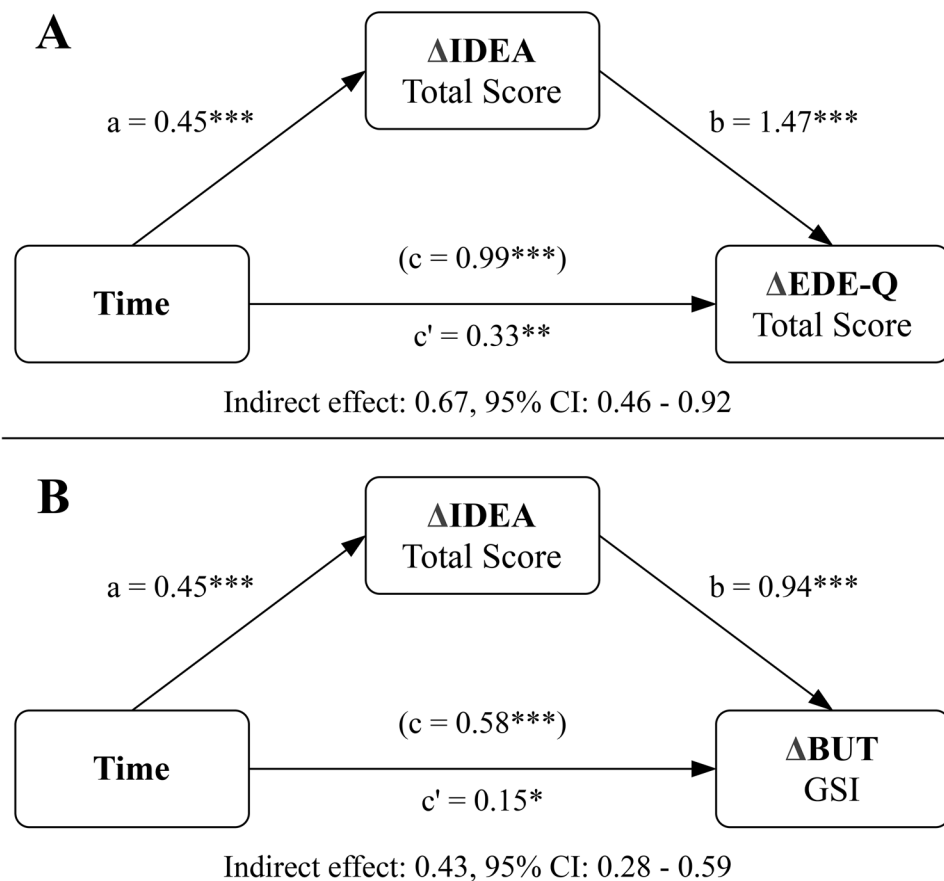 A
ΔIDEA
Total Score
a = 0.45***
b = 1.47***
(c = 0.99***)
Time
ΔEDE-Q
Total Score
c' = 0.33**
Indirect effect: 0.67, 95% CI: 0.46 - 0.92
B
ΔIDEA
Total Score
a = 0.45***
b = 0.94***
(c = 0.58***)
Time
ΔBUT
GSI
c' = 0.15*
Indirect effect: 0.43, 95% CI: 0.28 - 0.59